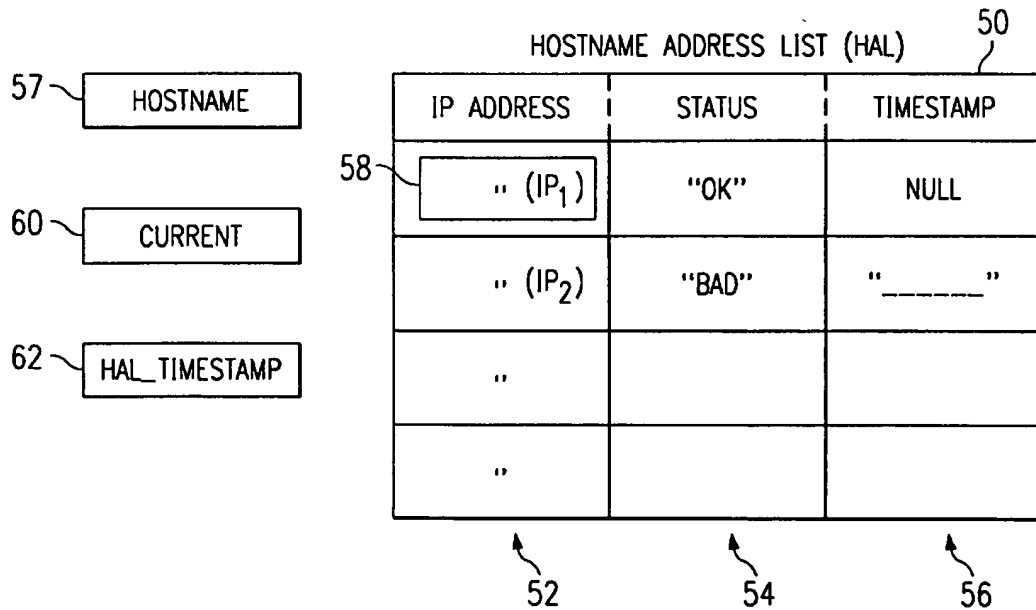 50
HOSTNAME ADDRESS LIST (HAL)
57
HOSTNAME
IP ADDRESS
STATUS
TIMESTAMP
58
" (IP1)
"OK"
NULL
60
CURRENT
" (IP2)
"BAD"
"______"
62
HAL_TIMESTAMP
"
"
52
54
56